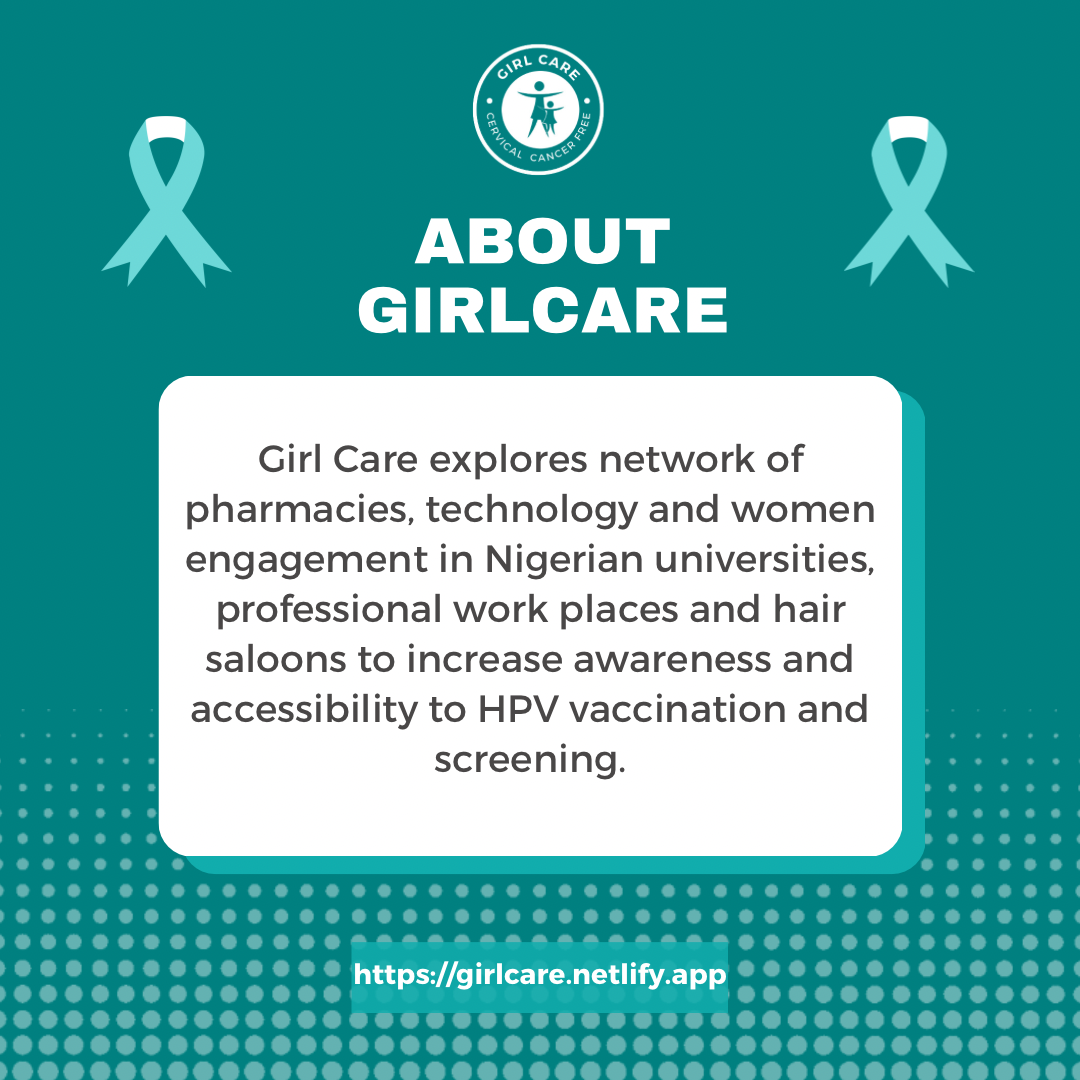 GIRL CARE
CERVICAL CANCER FREE
ABOUT
GIRLCARE
Girl Care explores network of
pharmacies, technology and women
engagement in Nigerian universities,
professional work places and hair
saloons to increase awareness and
accessibility to HPV vaccination and
screening.
https://girlcare.netlify.app